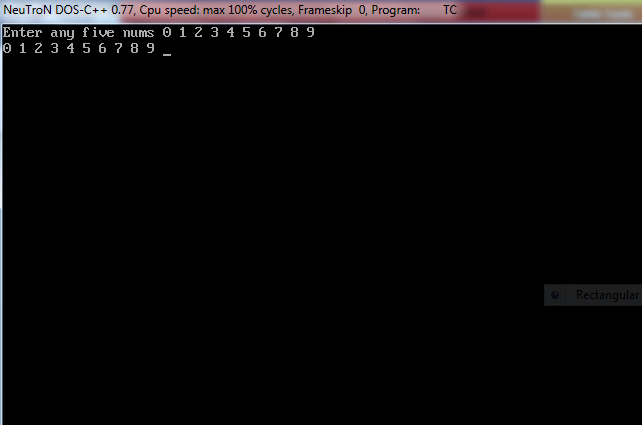 NeuTroN DOS-C++ 0.77, Cpu speed: max 100% cycles, Frameskip 0, Program: TC
Enter any five nums 0 1 2 3 4 5 6 7 8 9
0 1 2 3 4 5 6 7 8 9 _
Rectangular